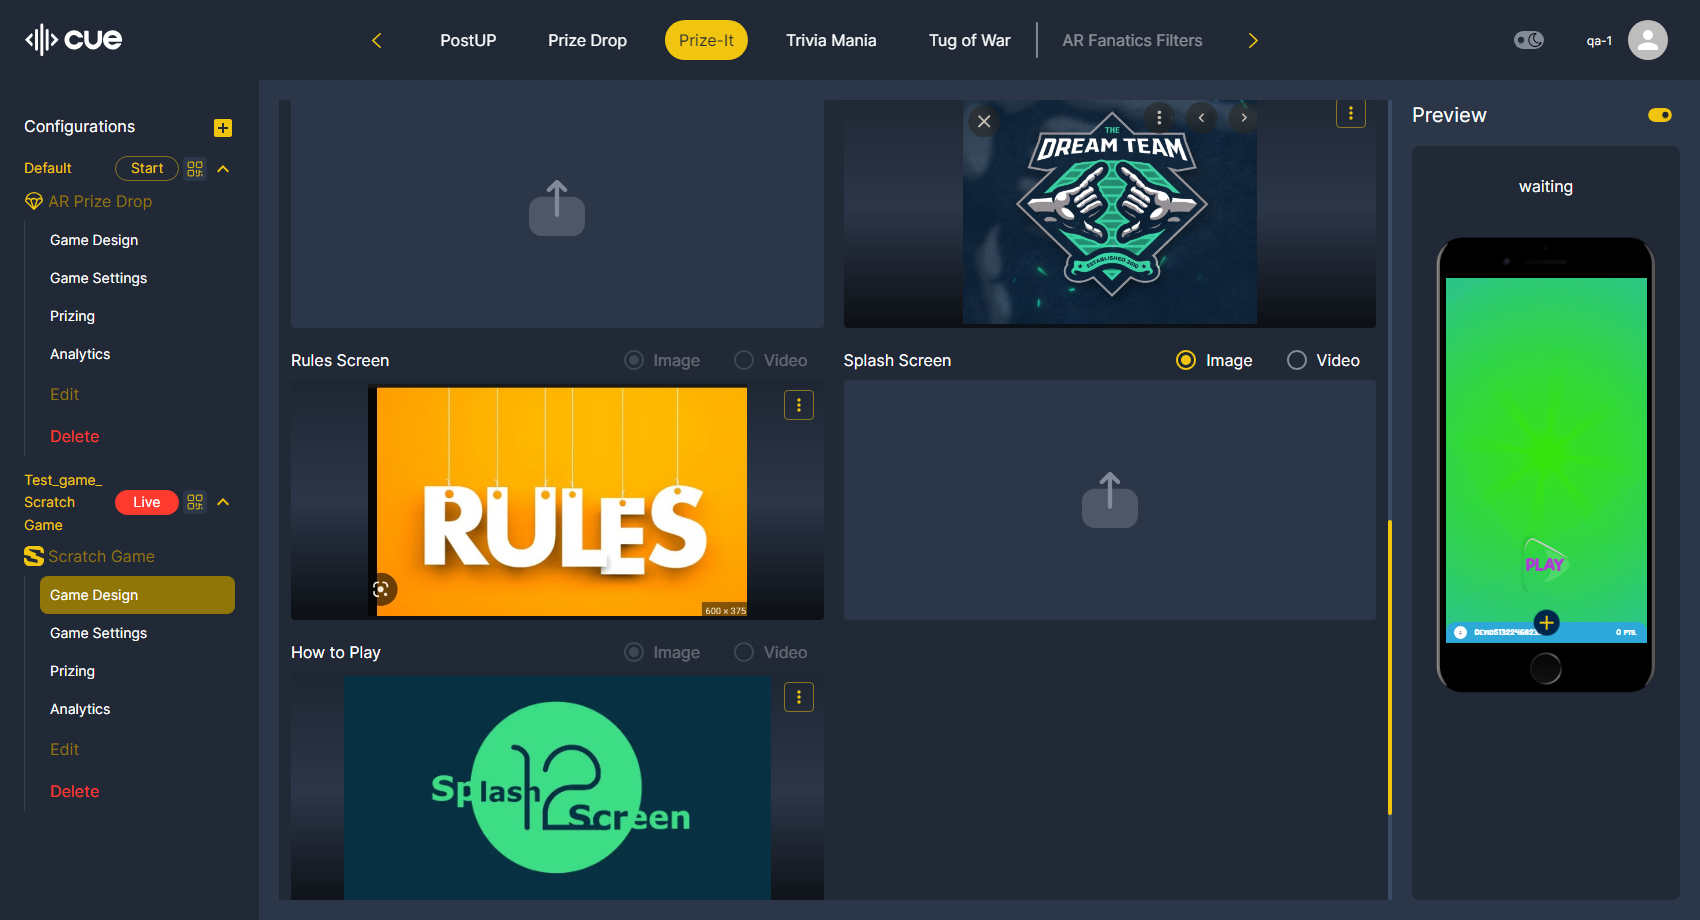 cue
PostUP
Prize Drop
Prize-It
Trivia Mania
Tug of War
AR Fanatics Filters
qa-1
Configurations
Default
Start
AR Prize Drop
Game Design
Game Settings
Prizing
Analytics
Edit
Delete
Test_game_
Scratch
Game
Live
Scratch Game
Game Design
Game Settings
Prizing
Analytics
Edit
Delete
THE
DREAM TEAM
ESTABLISHED 2010
Rules Screen
Image
Video
RULES
600 × 375
Splash Screen
Image
Video
How to Play
Image
Video
Splash 12
Screen
Preview
waiting
PLAY
0 PTS.